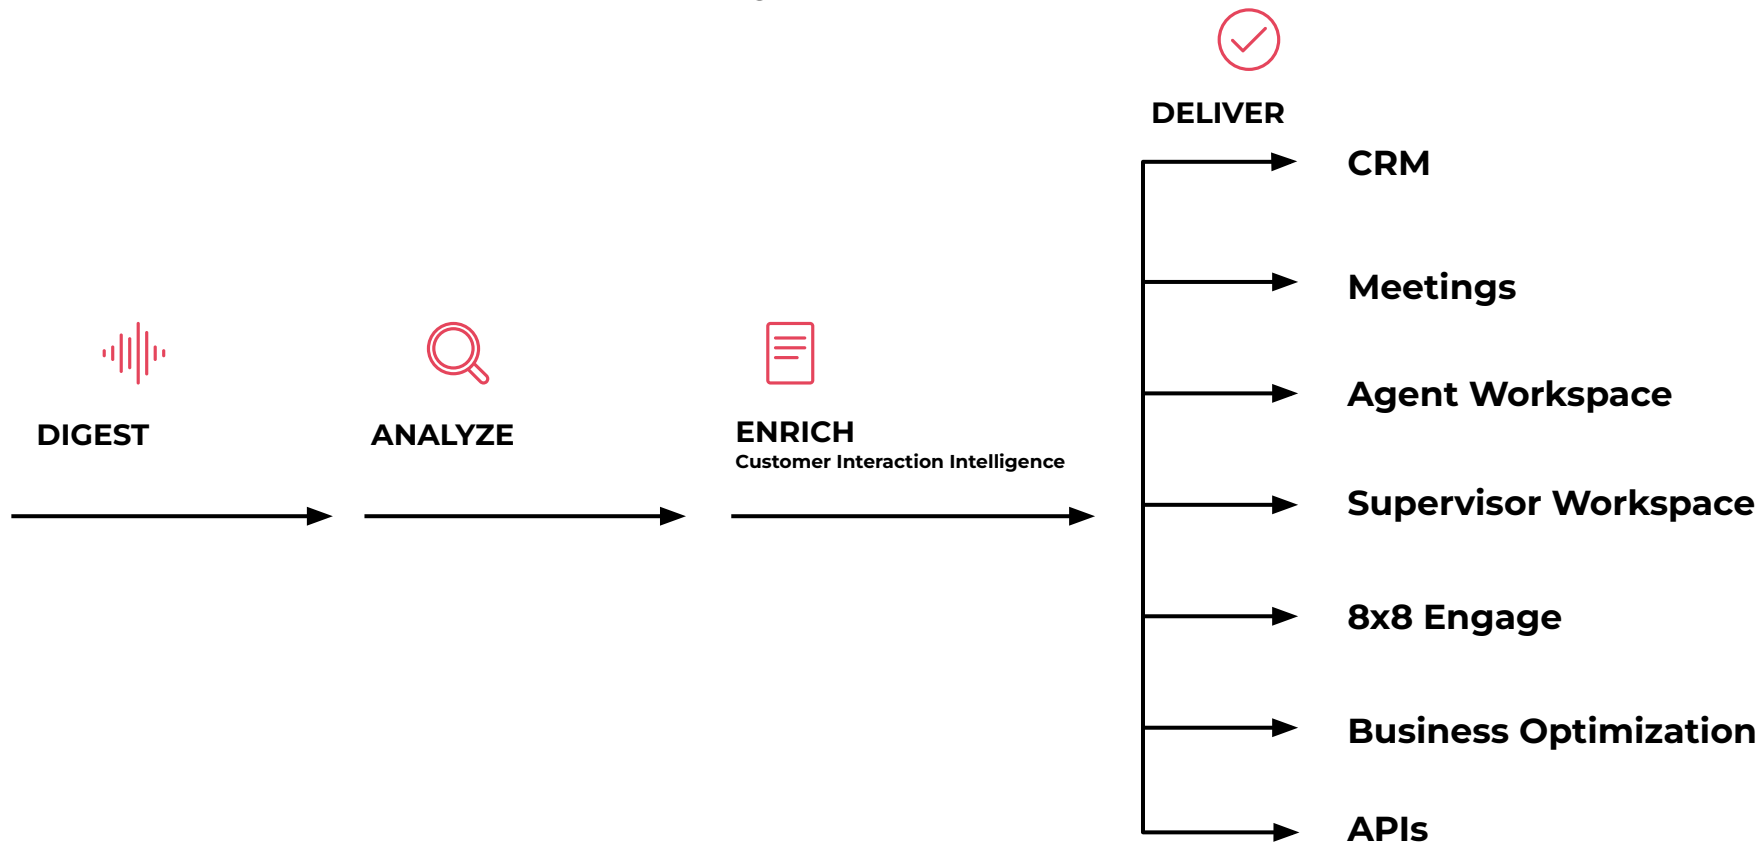 DELIVER
CRM
Meetings
Agent Workspace
Supervisor Workspace
8x8 Engage
Business Optimization
APIs
DIGEST
ANALYZE
ENRICH
Customer Interaction Intelligence